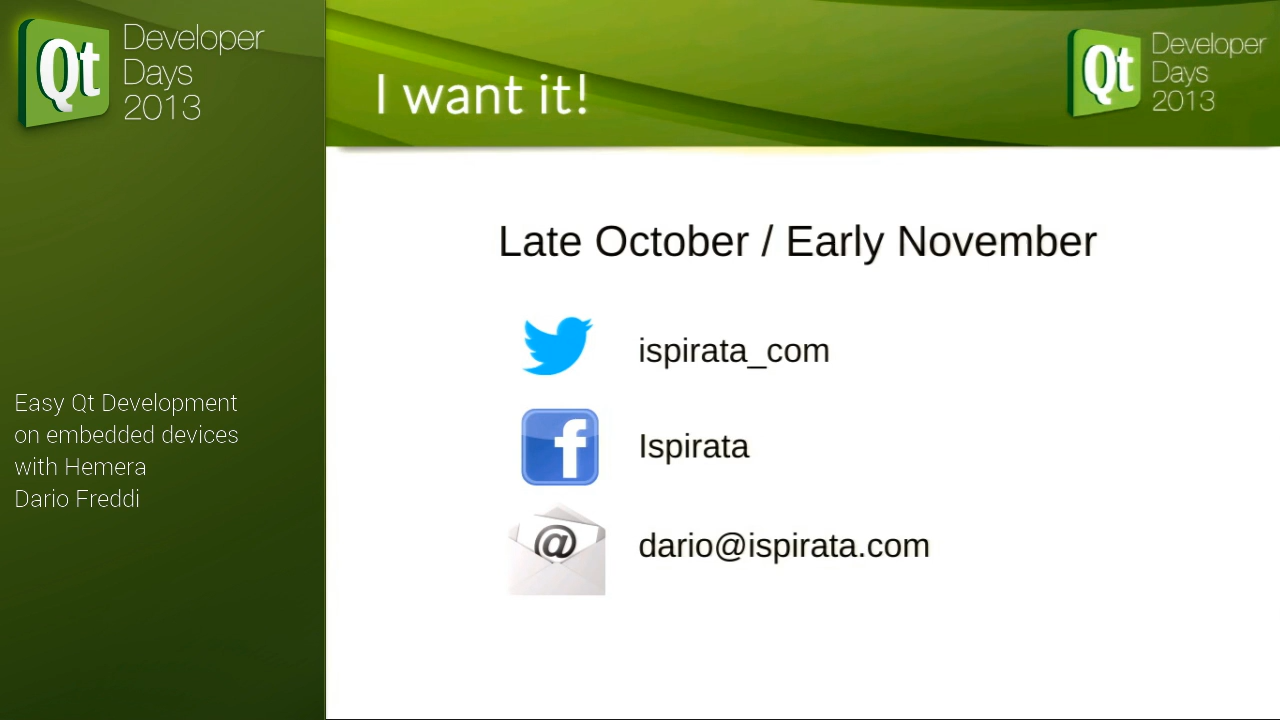 Qt Developer
Days
2013
Easy Qt Development
on embedded devices
with Hemera
Dario Freddi
I want it!
Qt Developer
Days
2013
Late October / Early November
ispirata_com
f Ispirata
@ dario@ispirata.com